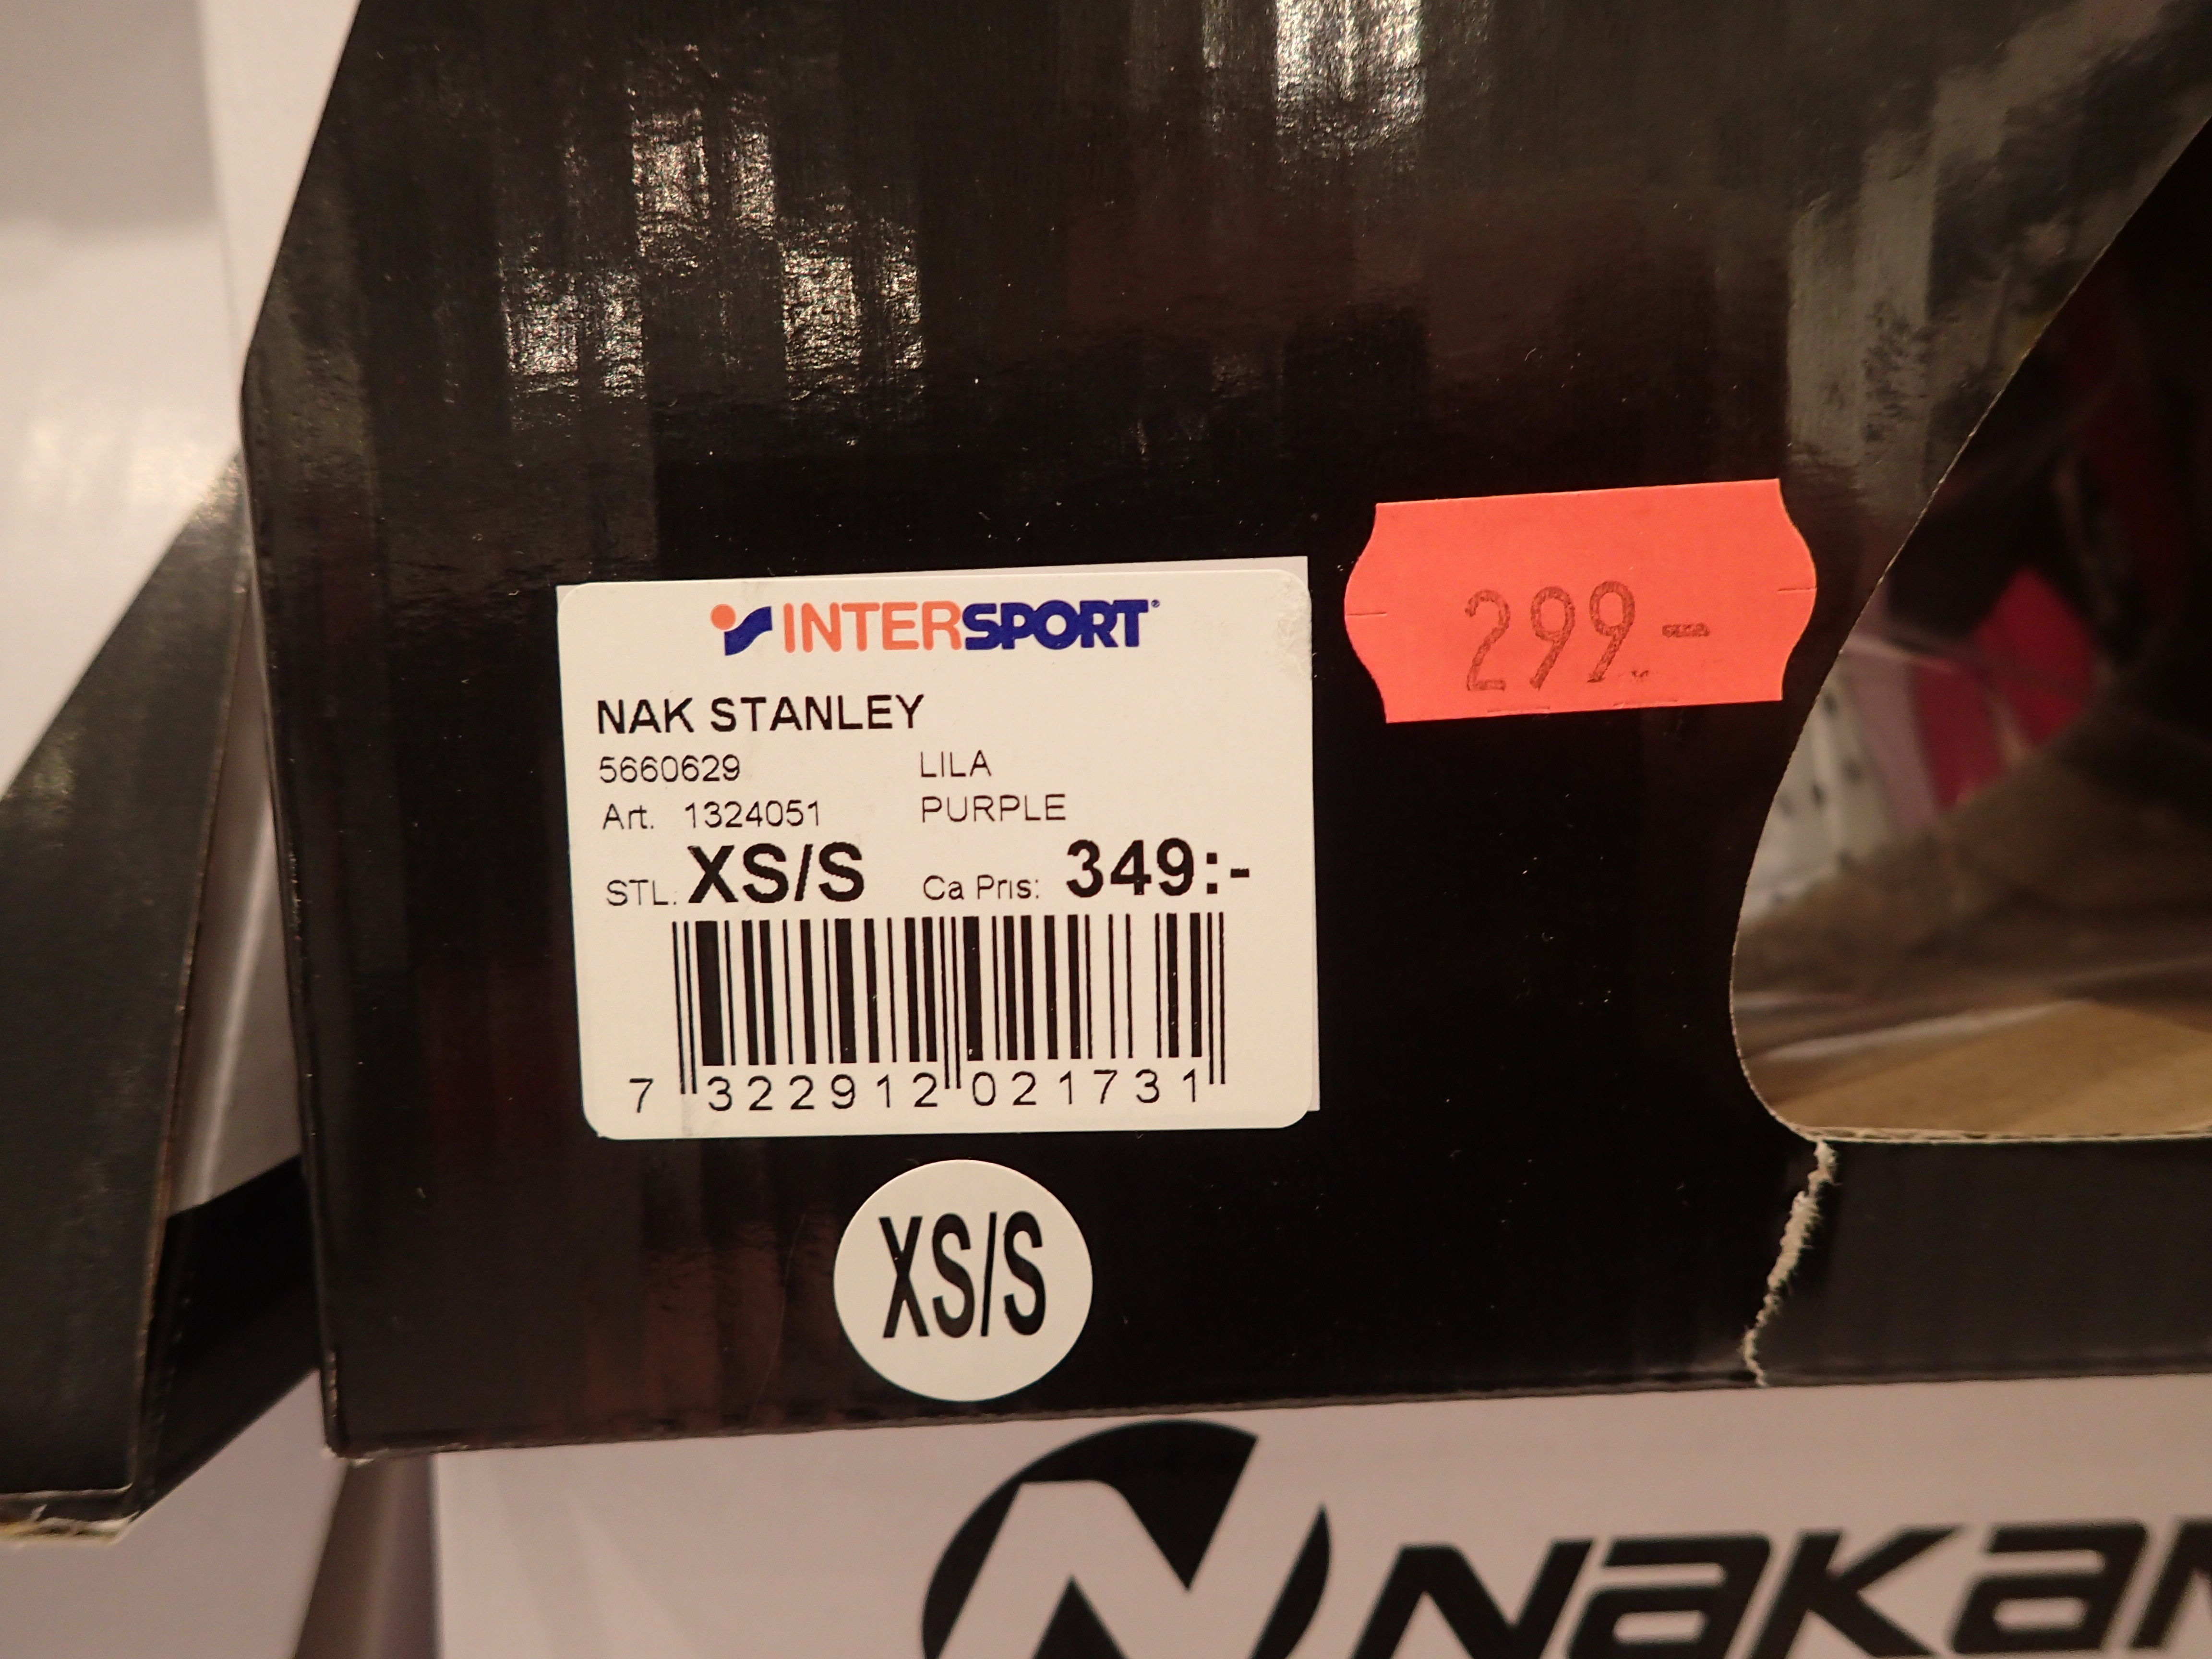 INTERSPORT®
299.-
NAK STANLEY
5660629 LILA
Art. 1324051 PURPLE
STL. XS/S Ca Pris: 349:-
7 322912 021731
XS/S
NAKAN